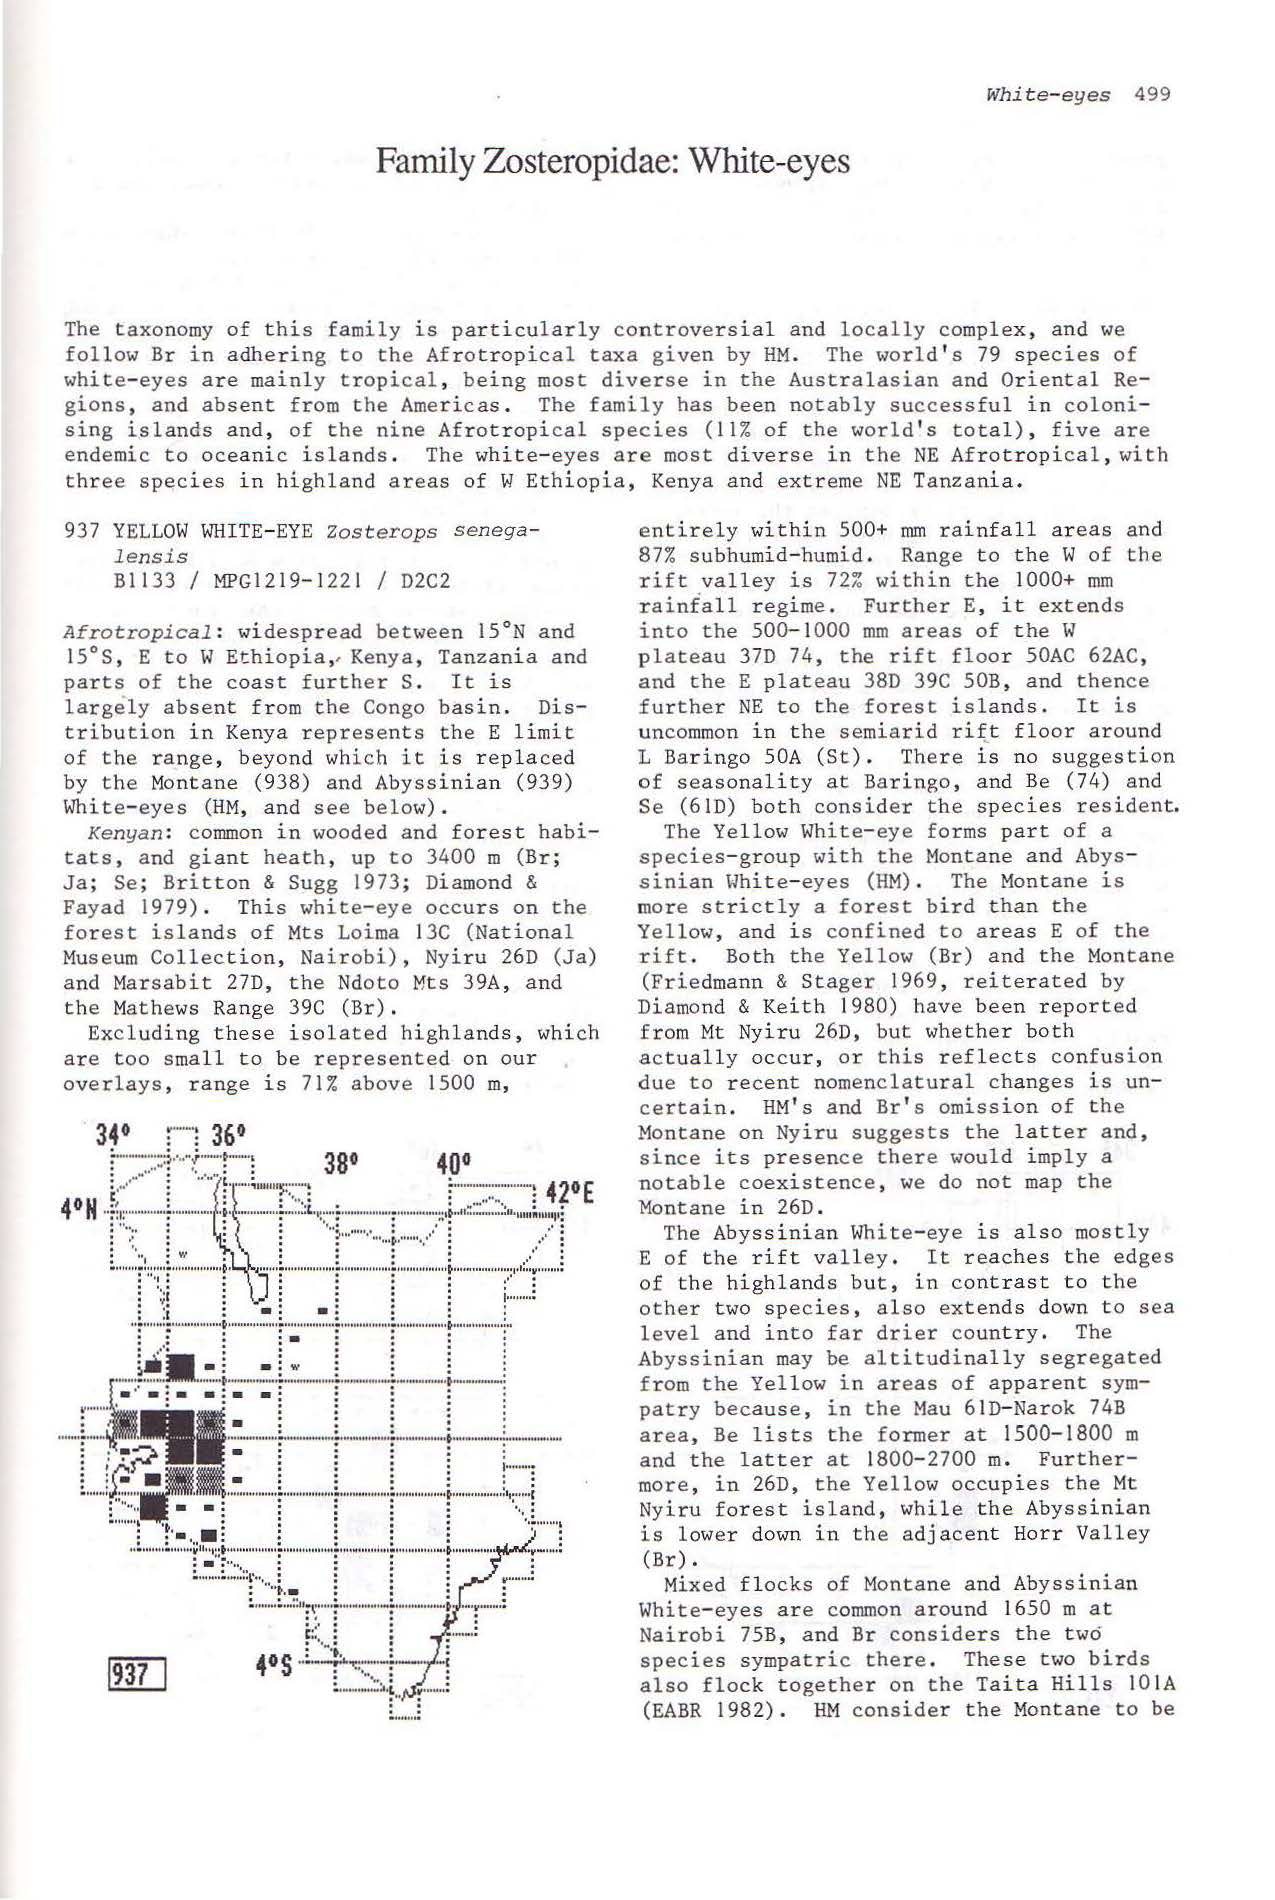 White-eyes 499
Family Zosteropidae: White-eyes
The taxonomy of this family is particularly controversial and locally complex, and we
follow Br in adhering to the Afrotropical taxa given by HM. The world's 79 species of
white-eyes are mainly tropical, being most diverse in the Australasian and Oriental Re-
gions, and absent from the Americas. The family has been notably successful in coloni-
sing islands and, of the nine Afrotropical species (11% of the world's total), five are
endemic to oceanic islands. The white-eyes are most diverse in the NE Afrotropical, with
three species in highland areas of W Ethiopia, Kenya and extreme NE Tanzania.
937 YELLOW WHITE-EYE Zosterops senega-
lensis
B1133 / MPG1219-1221 / D2C2
Afrotropical: widespread between 15°N and
15°S, E to W Ethiopia, Kenya, Tanzania and
parts of the coast further S. It is
largely absent from the Congo basin. Dis-
tribution in Kenya represents the E limit
of the range, beyond which it is replaced
by the Montane (938) and Abyssinian (939)
White-eyes (HM, and see below).
Kenyan: common in wooded and forest habi-
tats, and giant heath, up to 3400 m (Br;
Ja; Se; Britton & Sugg 1973; Diamond &
Fayad 1979). This white-eye occurs on the
forest islands of Mts Loima 13C (National
Museum Collection, Nairobi), Nyiru 26D (Ja)
and Marsabit 27D, the Ndoto Mts 39A, and
the Mathews Range 39C (Br).
Excluding these isolated highlands, which
are too small to be represented on our
overlays, range is 71% above 1500 m,
34° 36°
38° 40°
42°E
4°N
w
w
4°S
937
entirely within 500+ mm rainfall areas and
87% subhumid-humid. Range to the W of the
rift valley is 72% within the 1000+ mm
rainfall regime. Further E, it extends
into the 500-1000 mm areas of the W
plateau 37D 74, the rift floor 50AC 62AC,
and the E plateau 38D 39C 50B, and thence
further NE to the forest islands. It is
uncommon in the semiarid rift floor around
L Baringo 50A (St). There is no suggestion
of seasonality at Baringo, and Be (74) and
Se (61D) both consider the species resident.
The Yellow White-eye forms part of a
species-group with the Montane and Abys-
sinian White-eyes (HM). The Montane is
more strictly a forest bird than the
Yellow, and is confined to areas E of the
rift. Both the Yellow (Br) and the Montane
(Friedmann & Stager 1969, reiterated by
Diamond & Keith 1980) have been reported
from Mt Nyiru 26D, but whether both
actually occur, or this reflects confusion
due to recent nomenclatural changes is un-
certain. HM's and Br's omission of the
Montane on Nyiru suggests the latter and,
since its presence there would imply a
notable coexistence, we do not map the
Montane in 26D.
The Abyssinian White-eye is also mostly
E of the rift valley. It reaches the edges
of the highlands but, in contrast to the
other two species, also extends down to sea
level and into far drier country. The
Abyssinian may be altitudinally segregated
from the Yellow in areas of apparent sym-
patry because, in the Mau 61D-Narok 74B
area, Be lists the former at 1500-1800 m
and the latter at 1800-2700 m. Further-
more, in 26D, the Yellow occupies the Mt
Nyiru forest island, while the Abyssinian
is lower down in the adjacent Horr Valley
(Br).
Mixed flocks of Montane and Abyssinian
White-eyes are common around 1650 m at
Nairobi 75B, and Br considers the two
species sympatric there. These two birds
also flock together on the Taita Hills 101A
(EABR 1982). HM consider the Montane to be